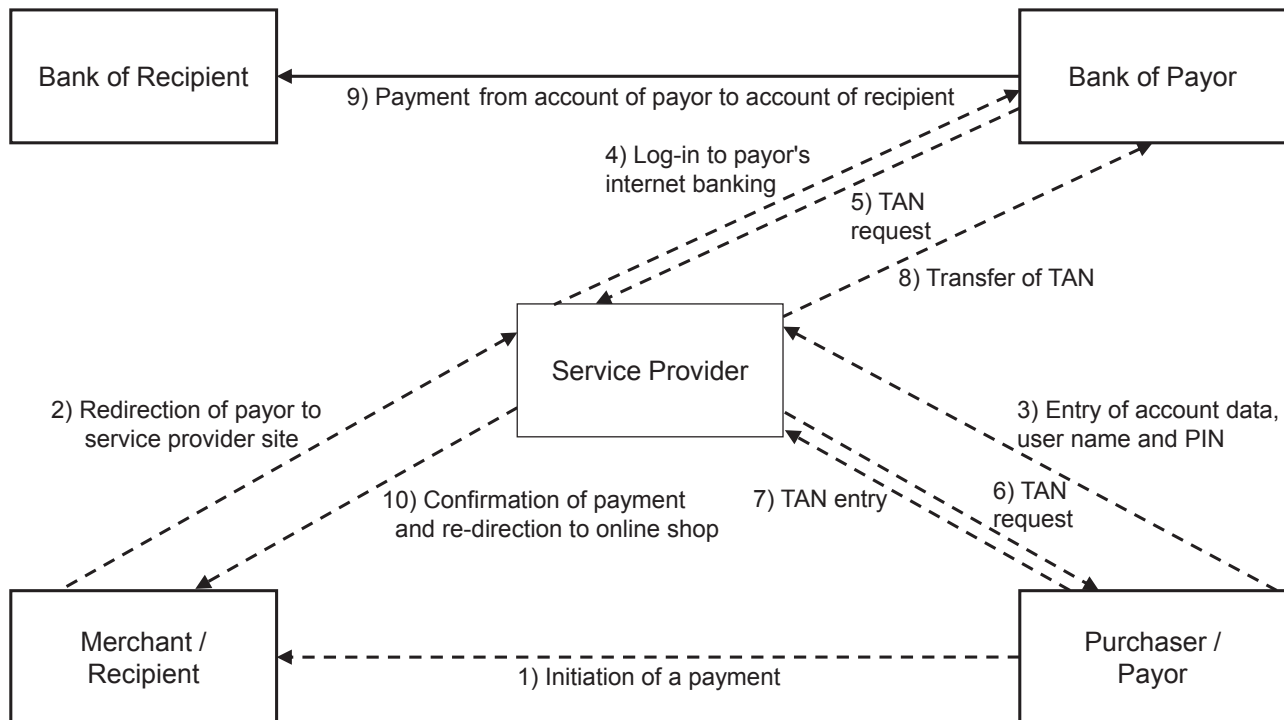 Bank of Recipient
Bank of Payor
9) Payment from account of payor to account of recipient
4) Log-in to payor's
internet banking
5) TAN
request
8) Transfer of TAN
Service Provider
2) Redirection of payor to
service provider site
3) Entry of account data,
user name and PIN
10) Confirmation of payment
and re-direction to online shop
7) TAN entry
6) TAN
request
Merchant /
Recipient
Purchaser /
Payor
1) Initiation of a payment